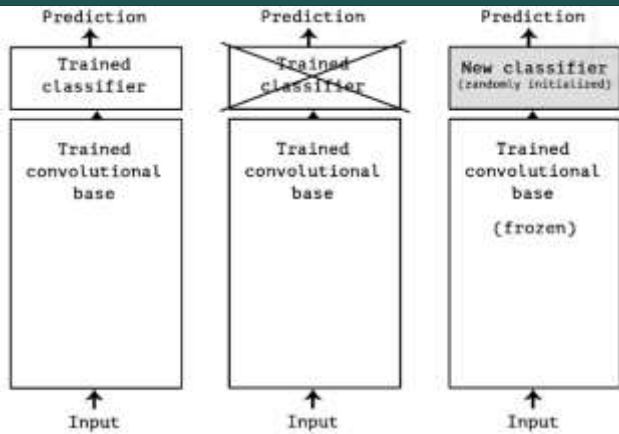 Prediction
Trained
classifier
Trained
convolutional
base
Input
Prediction
Trained
classifier
Trained
convolutional
base
Input
Prediction
New classifier
(randomly initialized)
Trained
convolutional
base
(frozen)
Input